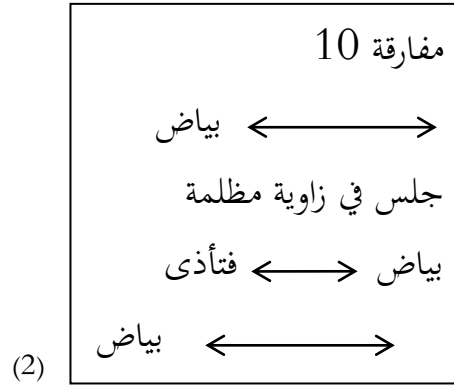 مفارقة 10
بياض
جلس في زاوية مظلمة
بياض فتأذى
بياض
(2)